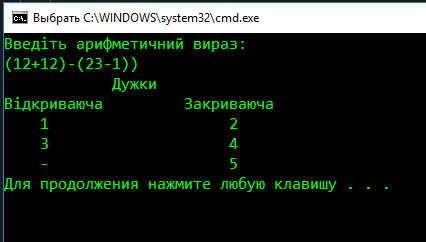 Выбрать C:\WINDOWS\system32\cmd.exe
Введіть арифметичний вираз:
(12+12)-(23-1))
Дужки
Відкриваюча Закриваюча
1 2
3 4
- 5
Для продолжения нажмите любую клавишу . . .